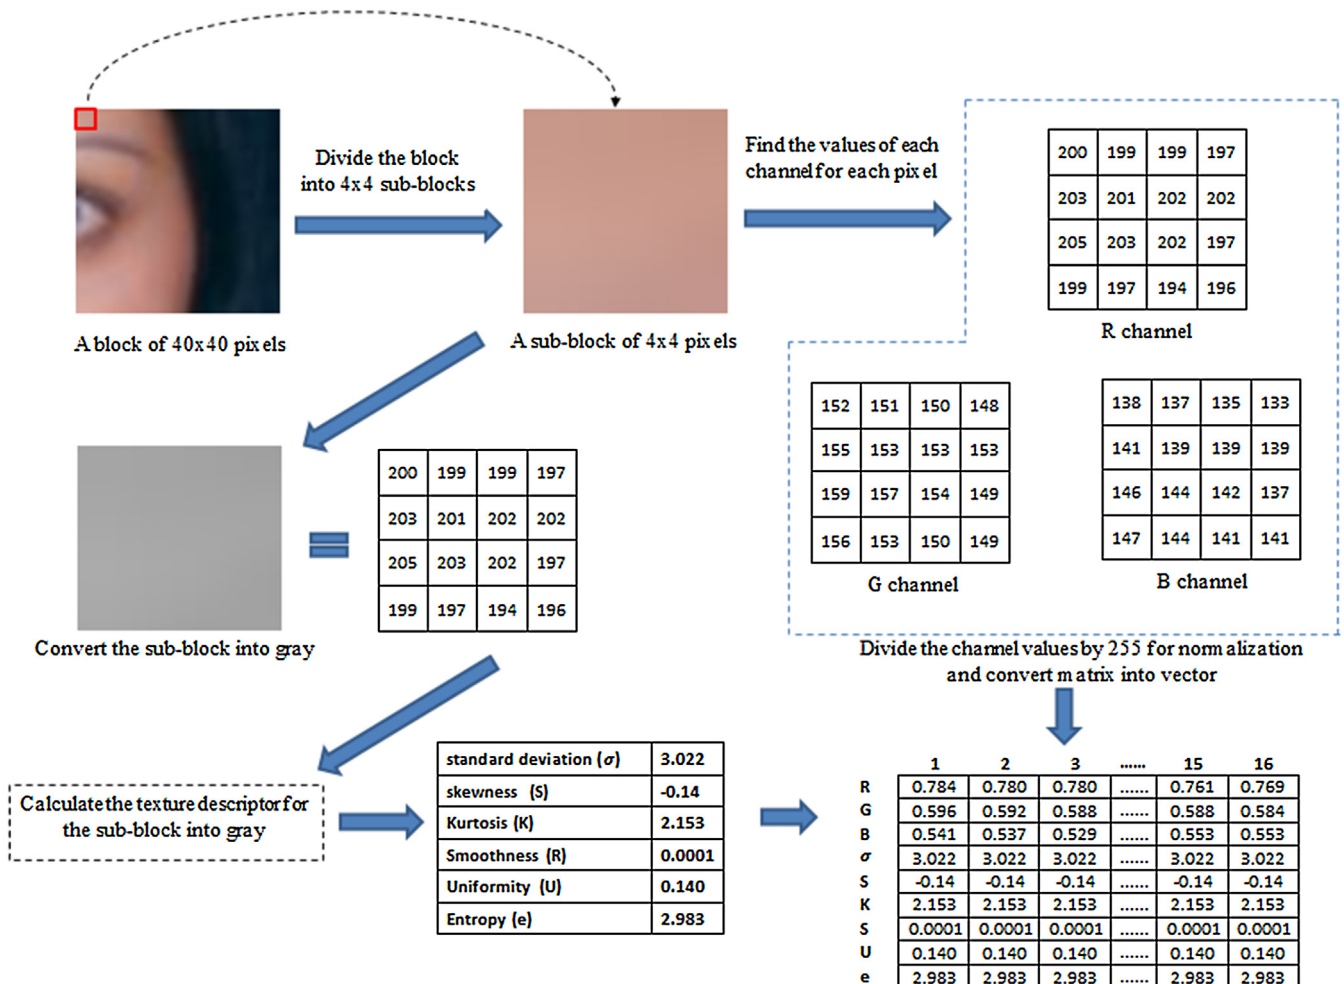 Divide the block
into 4x4 sub-blocks
Find the values of each
channel for each pixel
200 199 199 197
203 201 202 202
205 203 202 197
199 197 194 196
R channel
A block of 40x40 pixels
A sub-block of 4x4 pixels
152 151 150 148
155 153 153 153
159 157 154 149
156 153 150 149
G channel
138 137 135 133
141 139 139 139
146 144 142 137
147 144 141 141
B channel
200 199 199 197
203 201 202 202
205 203 202 197
199 197 194 196
Convert the sub-block into gray
Divide the channel values by 255 for normalization
and convert matrix into vector
Calculate the texture descriptor for
the sub-block into gray
standard deviation (σ) 3.022
skewness (S) -0.14
Kurtosis (K) 2.153
Smoothness (R) 0.0001
Uniformity (U) 0.140
Entropy (e) 2.983
1 2 3 ...... 15 16
R 0.784 0.780 0.780 ...... 0.761 0.769
G 0.596 0.592 0.588 ...... 0.588 0.584
B 0.541 0.537 0.529 ...... 0.553 0.553
σ 3.022 3.022 3.022 ...... 3.022 3.022
S -0.14 -0.14 -0.14 ...... -0.14 -0.14
K 2.153 2.153 2.153 ...... 2.153 2.153
S 0.0001 0.0001 0.0001 ...... 0.0001 0.0001
U 0.140 0.140 0.140 ...... 0.140 0.140
e 2.983 2.983 2.983 ...... 2.983 2.983